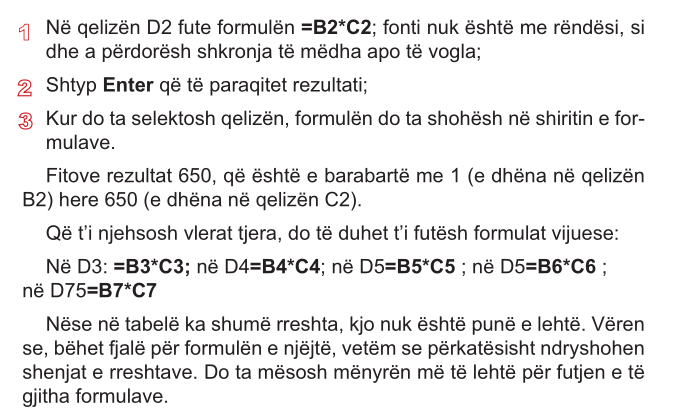 1 Në qelizën D2 fute formulën =B2*C2; fonti nuk është me rëndësi, si
dhe a përdorësh shkronja të mëdha apo të vogla;
2 Shtyp Enter që të paraqitet rezultati;
3 Kur do ta selektosh qelizën, formulën do ta shohësh në shiritin e for-
mulave.
Fitove rezultat 650, që është e barabartë me 1 (e dhëna në qelizën
B2) here 650 (e dhëna në qelizën C2).
Që t'i njehsosh vlerat tjera, do të duhet t'i futësh formulat vijuese:
Në D3: =B3*C3; në D4=B4*C4; në D5=B5*C5 ; në D5=B6*C6 ;
në D75=B7*C7
Nëse në tabelë ka shumë rreshta, kjo nuk është punë e lehtë. Vëren
se, bëhet fjalë për formulën e njëjtë, vetëm se përkatësisht ndryshohen
shenjat e rreshtave. Do ta mësosh mënyrën më të lehtë për futjen e të
gjitha formulave.